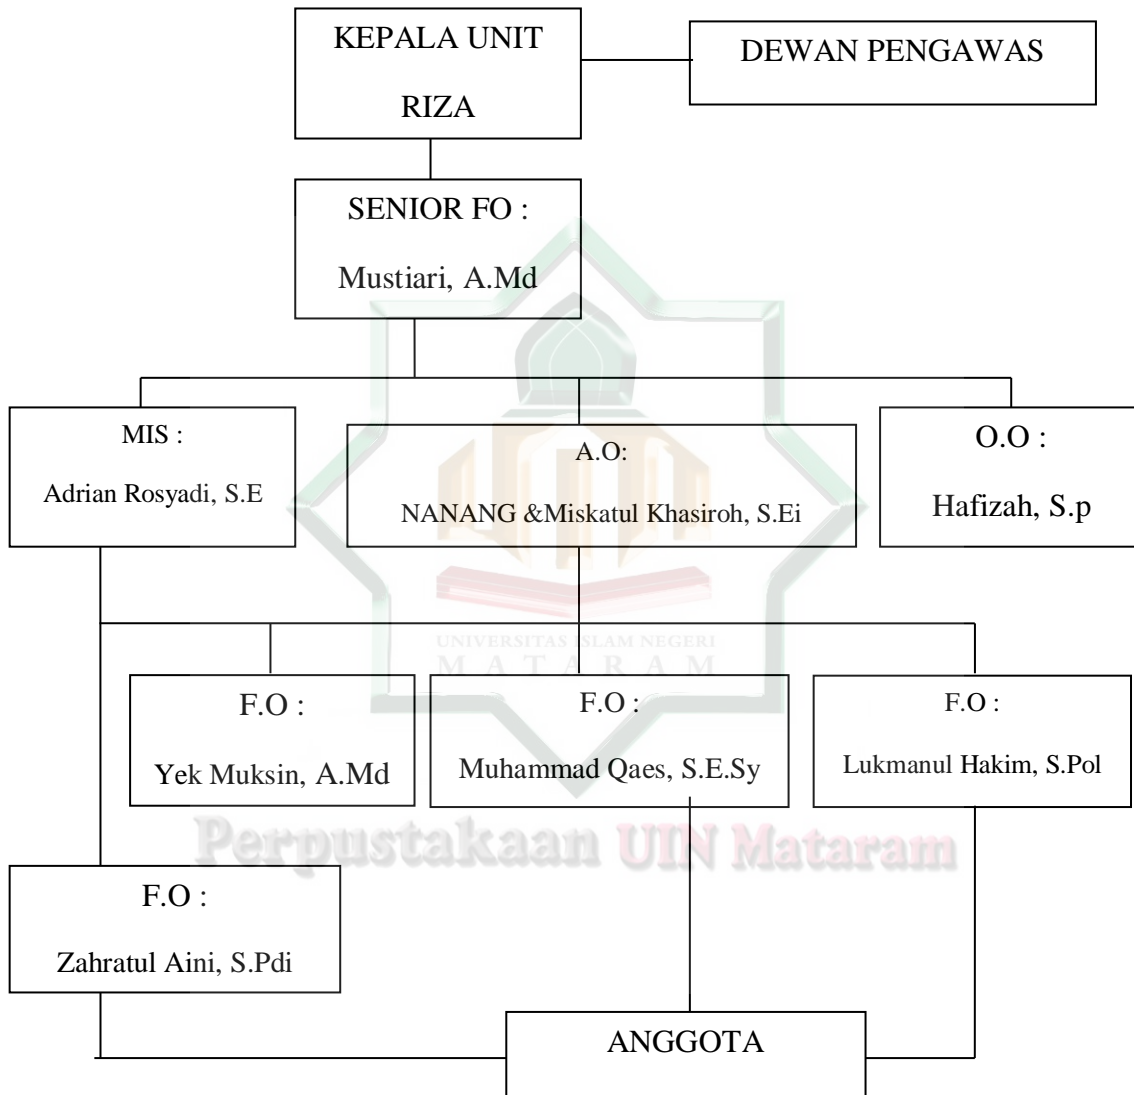 KEPALA UNIT
RIZA
DEWAN PENGAWAS
SENIOR FO :
Mustiari, A.Md
MIS :
Adrian Rosyadi, S.E
A.O:
NANANG &Miskatul Khasiroh, S.Ei
O.O :
Hafizah, S.p
UNIVERSITAS ISLAM NEGERI
MATARAM
F.O :
Yek Muksin, A.Md
F.O :
Muhammad Qaes, S.E.Sy
F.O :
Lukmanul Hakim, S.Pol
Perpustakaan UIN Mataram
F.O :
Zahratul Aini, S.Pdi
ANGGOTA